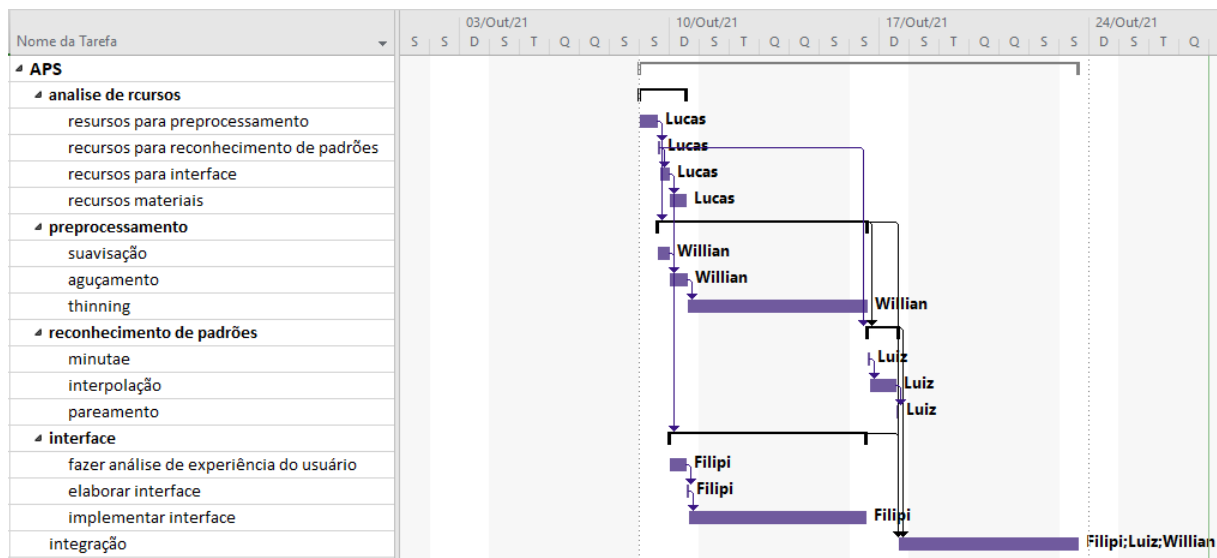 03/Out/21 10/Out/21 17/Out/21 24/Out/21
Nome da Tarefa S S D S T Q Q S S D S T Q Q S S D S T Q Q S S D S T Q
APS
analise de rcursos
resursos para preprocessamento Lucas
recursos para reconhecimento de padrões Lucas
recursos para interface Lucas
recursos materiais Lucas
preprocessamento
suavisação Willian
aguçamento Willian
thinning Willian
reconhecimento de padrões
minutae Luiz
interpolação Luiz
pareamento Luiz
interface
fazer análise de experiência do usuário Filipi
elaborar interface Filipi
implementar interface Filipi
integração Filipi;Luiz;Willian